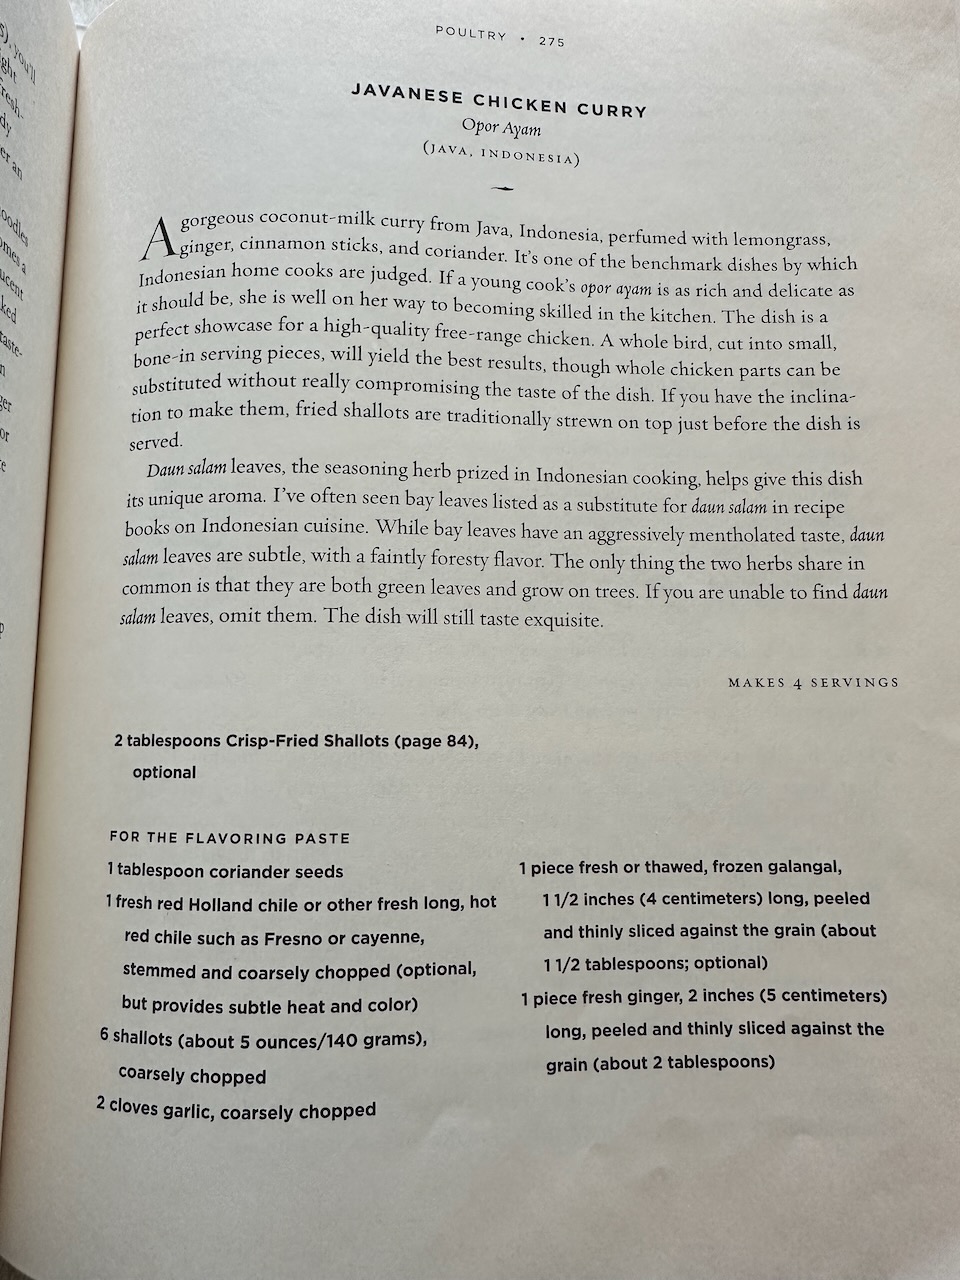 s), you'll
ght
resh-
dy
er an
oodles
omes a
ucent
ked
taste-
n
ger
or
e
p
POULTRY • 275
JAVANESE CHICKEN CURRY
Opor Ayam
(JAVA, INDONESIA)
A gorgeous coconut-milk curry from Java, Indonesia, perfumed with lemongrass,
ginger, cinnamon sticks, and coriander. It's one of the benchmark dishes by which
Indonesian home cooks are judged. If a young cook's opor ayam is as rich and delicate as
it should be, she is well on her way to becoming skilled in the kitchen. The dish is a
perfect showcase for a high-quality free-range chicken. A whole bird, cut into small,
bone-in serving pieces, will yield the best results, though whole chicken parts can be
substituted without really compromising the taste of the dish. If you have the inclina-
tion to make them, fried shallots are traditionally strewn on top just before the dish is
served.
Daun salam leaves, the seasoning herb prized in Indonesian cooking, helps give this dish
its unique aroma. I've often seen bay leaves listed as a substitute for daun salam in recipe
books on Indonesian cuisine. While bay leaves have an aggressively mentholated taste, daun
salam leaves are subtle, with a faintly foresty flavor. The only thing the two herbs share in
common is that they are both green leaves and grow on trees. If you are unable to find daun
salam leaves, omit them. The dish will still taste exquisite.
MAKES 4 SERVINGS
2 tablespoons Crisp-Fried Shallots (page 84),
optional
FOR THE FLAVORING PASTE
1 tablespoon coriander seeds
1 fresh red Holland chile or other fresh long, hot
red chile such as Fresno or cayenne,
stemmed and coarsely chopped (optional,
but provides subtle heat and color)
6 shallots (about 5 ounces/140 grams),
coarsely chopped
2 cloves garlic, coarsely chopped
1 piece fresh or thawed, frozen galangal,
1 1/2 inches (4 centimeters) long, peeled
and thinly sliced against the grain (about
1 1/2 tablespoons; optional)
1 piece fresh ginger, 2 inches (5 centimeters)
long, peeled and thinly sliced against the
grain (about 2 tablespoons)